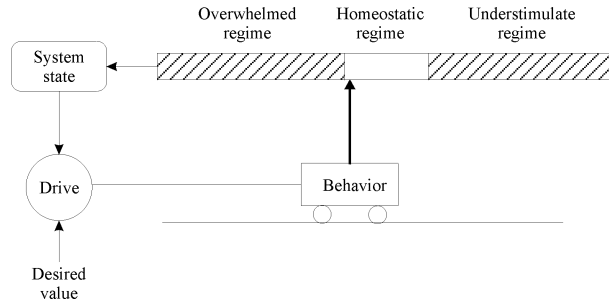 Overwhelmed
regime
Homeostatic
regime
Understimulate
regime
System
state
Drive
Behavior
Desired
value